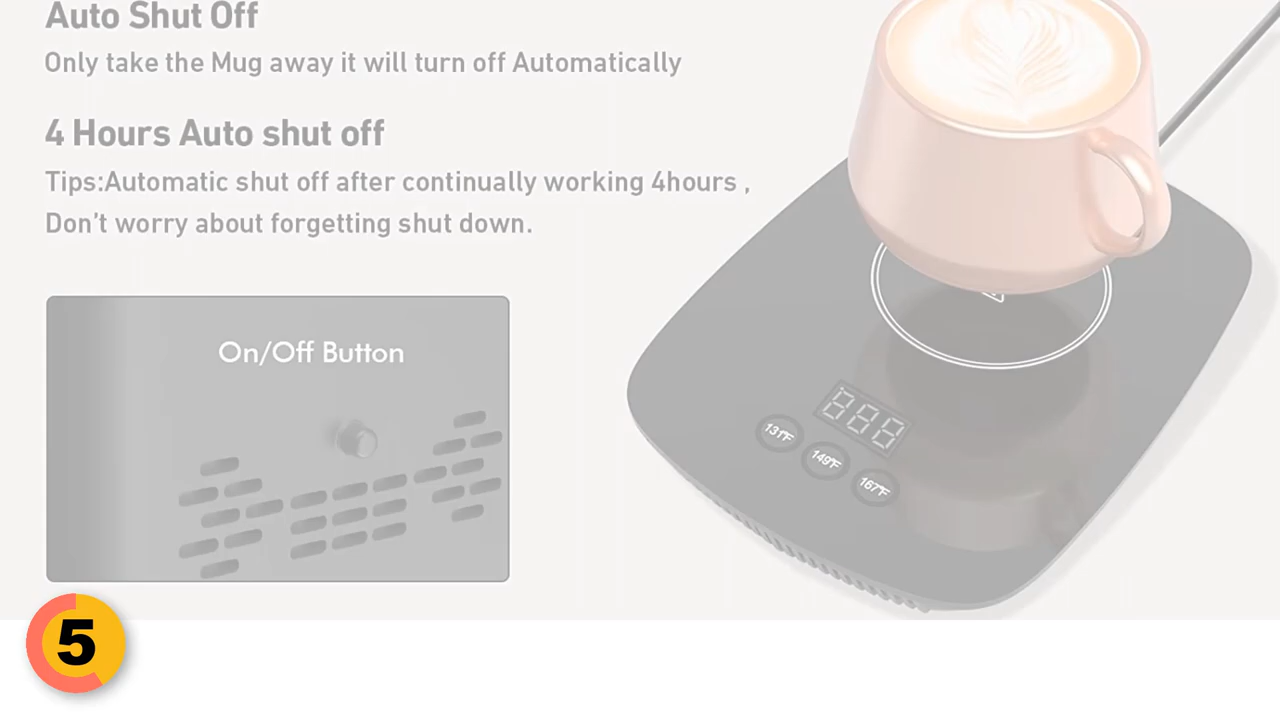 Auto Shut Off
Only take the Mug away it will turn off Automatically
4 Hours Auto shut off
Tips:Automatic shut off after continually working 4hours ,
Don't worry about forgetting shut down.
On/Off Button
888
131°F
149°F
167°F
5